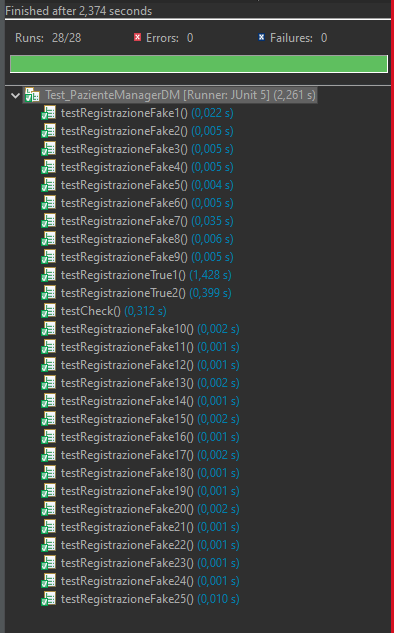 Finished after 2,374 seconds
Runs: 28/28 Errors: 0 Failures: 0
Test_PazienteManagerDM [Runner: JUnit 5] (2,261 s)
testRegistrazioneFake1() (0,022 s)
testRegistrazioneFake2() (0,005 s)
testRegistrazioneFake3() (0,005 s)
testRegistrazioneFake4() (0,005 s)
testRegistrazioneFake5() (0,004 s)
testRegistrazioneFake6() (0,005 s)
testRegistrazioneFake7() (0,035 s)
testRegistrazioneFake8() (0,006 s)
testRegistrazioneFake9() (0,005 s)
testRegistrazioneTrue1() (1,428 s)
testRegistrazioneTrue2() (0,399 s)
testCheck() (0,312 s)
testRegistrazioneFake10() (0,002 s)
testRegistrazioneFake11() (0,001 s)
testRegistrazioneFake12() (0,001 s)
testRegistrazioneFake13() (0,002 s)
testRegistrazioneFake14() (0,001 s)
testRegistrazioneFake15() (0,002 s)
testRegistrazioneFake16() (0,001 s)
testRegistrazioneFake17() (0,002 s)
testRegistrazioneFake18() (0,001 s)
testRegistrazioneFake19() (0,001 s)
testRegistrazioneFake20() (0,002 s)
testRegistrazioneFake21() (0,001 s)
testRegistrazioneFake22() (0,001 s)
testRegistrazioneFake23() (0,001 s)
testRegistrazioneFake24() (0,001 s)
testRegistrazioneFake25() (0,010 s)